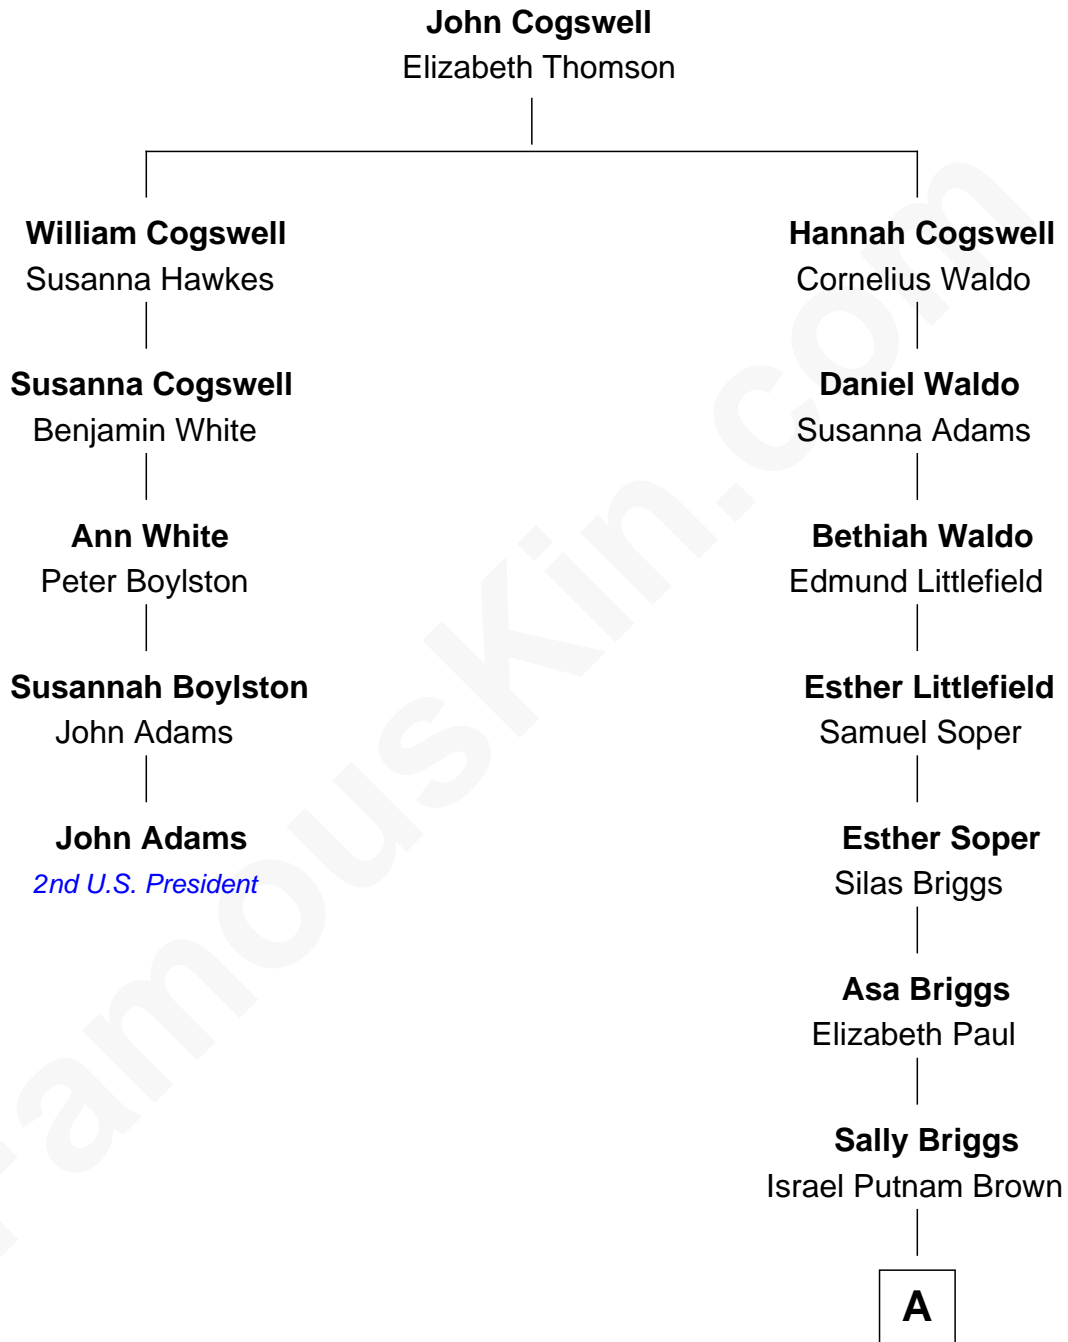 John Cogswell
Elizabeth Thomson
William Cogswell
Susanna Hawkes
Hannah Cogswell
Cornelius Waldo
Susanna Cogswell
Benjamin White
Daniel Waldo
Susanna Adams
Ann White
Peter Boylston
Bethiah Waldo
Edmund Littlefield
Susannah Boylston
John Adams
Esther Littlefield
Samuel Soper
John Adams
2nd U.S. President
Esther Soper
Silas Briggs
Asa Briggs
Elizabeth Paul
Sally Briggs
Israel Putnam Brown
A
FamousKin.com